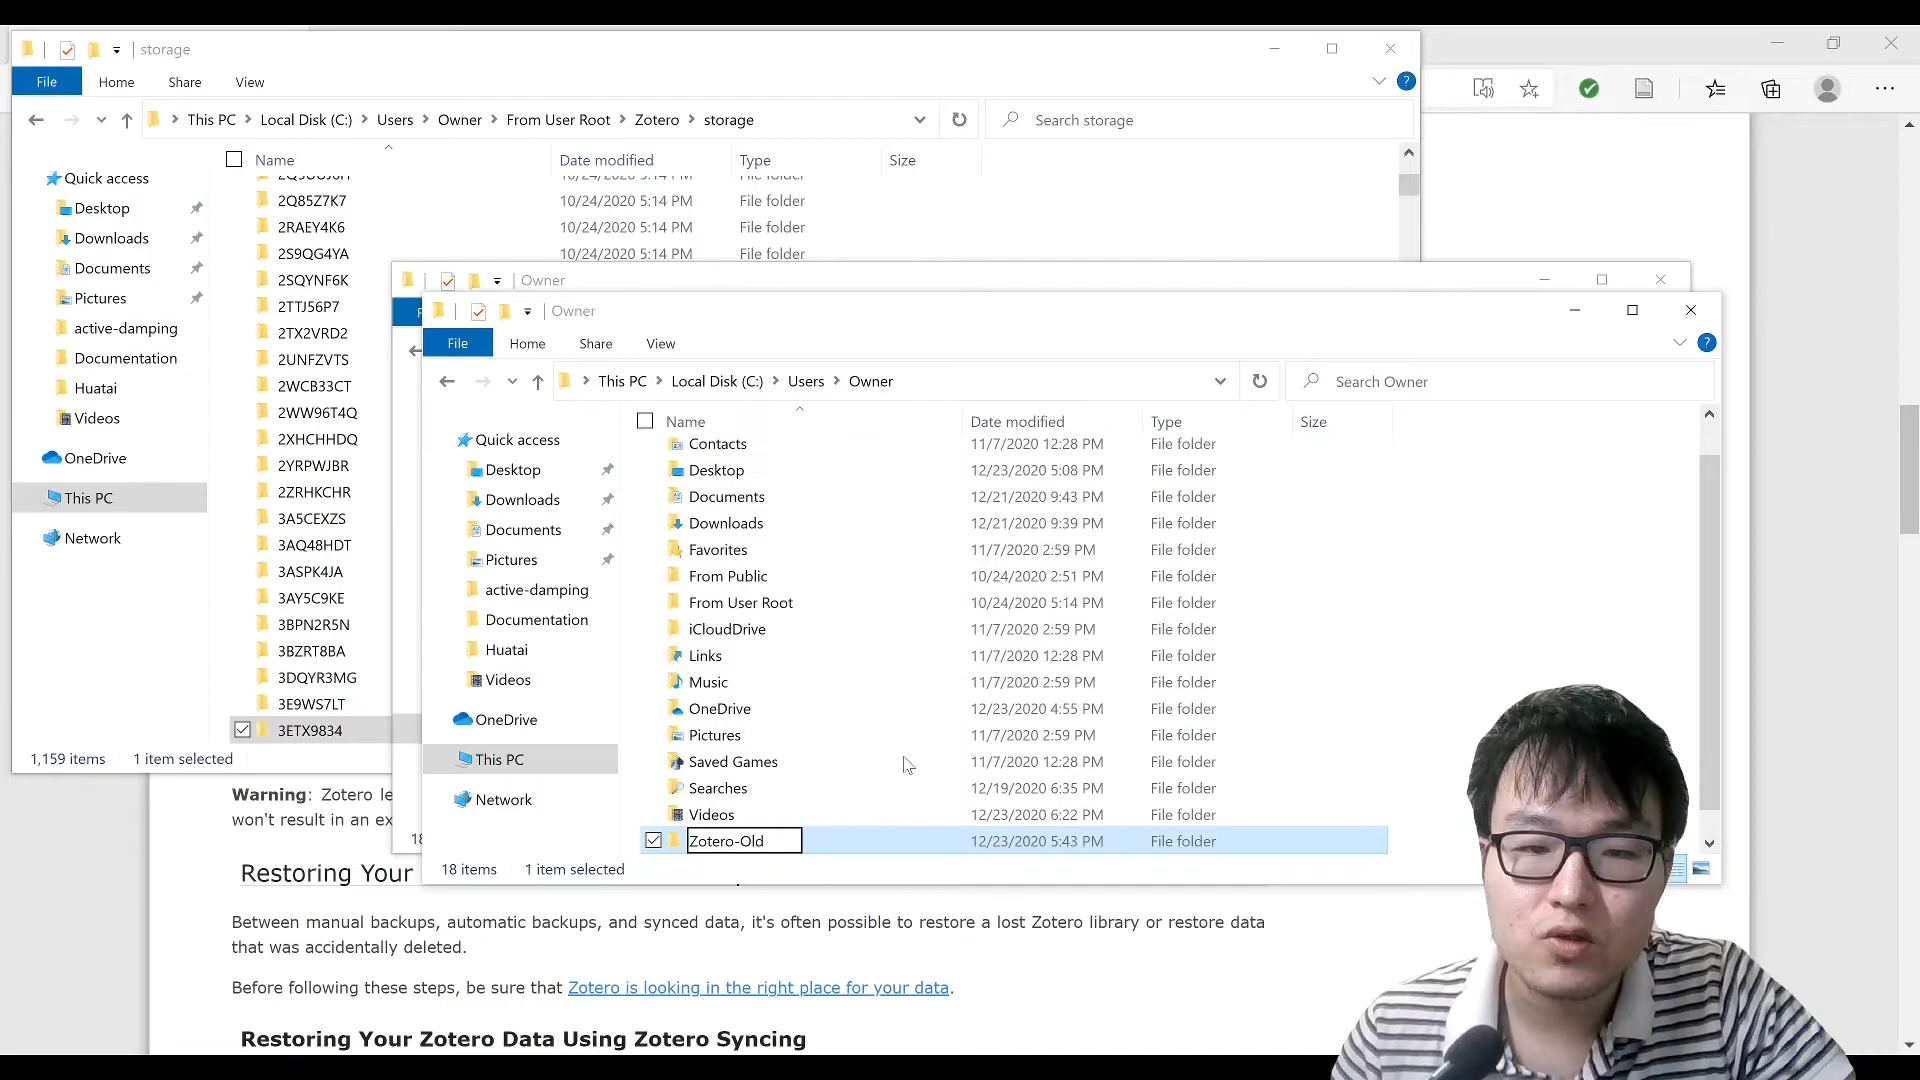 storage
File Home Share View
This PC Local Disk (C:) Users Owner From User Root Zotero storage
Search storage
Name Date modified Type Size
Quick access
Desktop
Downloads
Documents
Pictures
active-damping
Documentation
Huatai
Videos
OneDrive
This PC
Network
2Q85Z7K7 10/24/2020 5:14 PM File folder
2RAEY4K6 10/24/2020 5:14 PM File folder
2S9QG4YA 10/24/2020 5:14 PM File folder
2SQYNF6K
2TTJ56P7
2TX2VRD2
2UNFZVTS
2WCB33CT
2WW96T4Q
2XHCHHDQ
2YRPWJBR
2ZRHKCHR
3A5CEXZS
3AQ48HDT
3ASPK4JA
3AY5C9KE
3BPN2R5N
3BZRT8BA
3DQYR3MG
3E9WS7LT
3ETX9834
1,159 items 1 item selected
Owner
Owner
File Home Share View
This PC Local Disk (C:) Users Owner
Search Owner
Name Date modified Type Size
Quick access
Desktop
Downloads
Documents
Pictures
active-damping
Documentation
Huatai
Videos
OneDrive
This PC
Network
Contacts 11/7/2020 12:28 PM File folder
Desktop 12/23/2020 5:08 PM File folder
Documents 12/21/2020 9:43 PM File folder
Downloads 12/21/2020 9:39 PM File folder
Favorites 11/7/2020 2:59 PM File folder
From Public 10/24/2020 2:51 PM File folder
From User Root 10/24/2020 5:14 PM File folder
iCloudDrive 11/7/2020 2:59 PM File folder
Links 11/7/2020 12:28 PM File folder
Music 11/7/2020 2:59 PM File folder
OneDrive 12/23/2020 4:55 PM File folder
Pictures 11/7/2020 2:59 PM File folder
Saved Games 11/7/2020 12:28 PM File folder
Searches 12/19/2020 6:35 PM File folder
Videos 12/23/2020 6:22 PM File folder
Zotero-Old 12/23/2020 5:43 PM File folder
18 items 1 item selected
Warning: Zotero le
won't result in an ex
Restoring Your
Between manual backups, automatic backups, and synced data, it's often possible to restore a lost Zotero library or restore data
that was accidentally deleted.
Before following these steps, be sure that Zotero is looking in the right place for your data.
Restoring Your Zotero Data Using Zotero Syncing